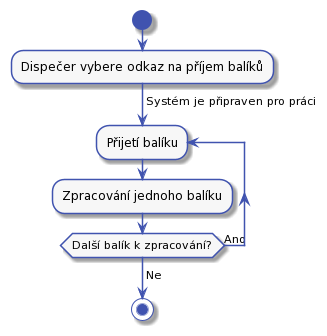 Dispečer vybere odkaz na příjem balíků
Systém je připraven pro práci
Přijetí balíku
Zpracování jednoho balíku
Další balík k zpracování?
Ano
Ne